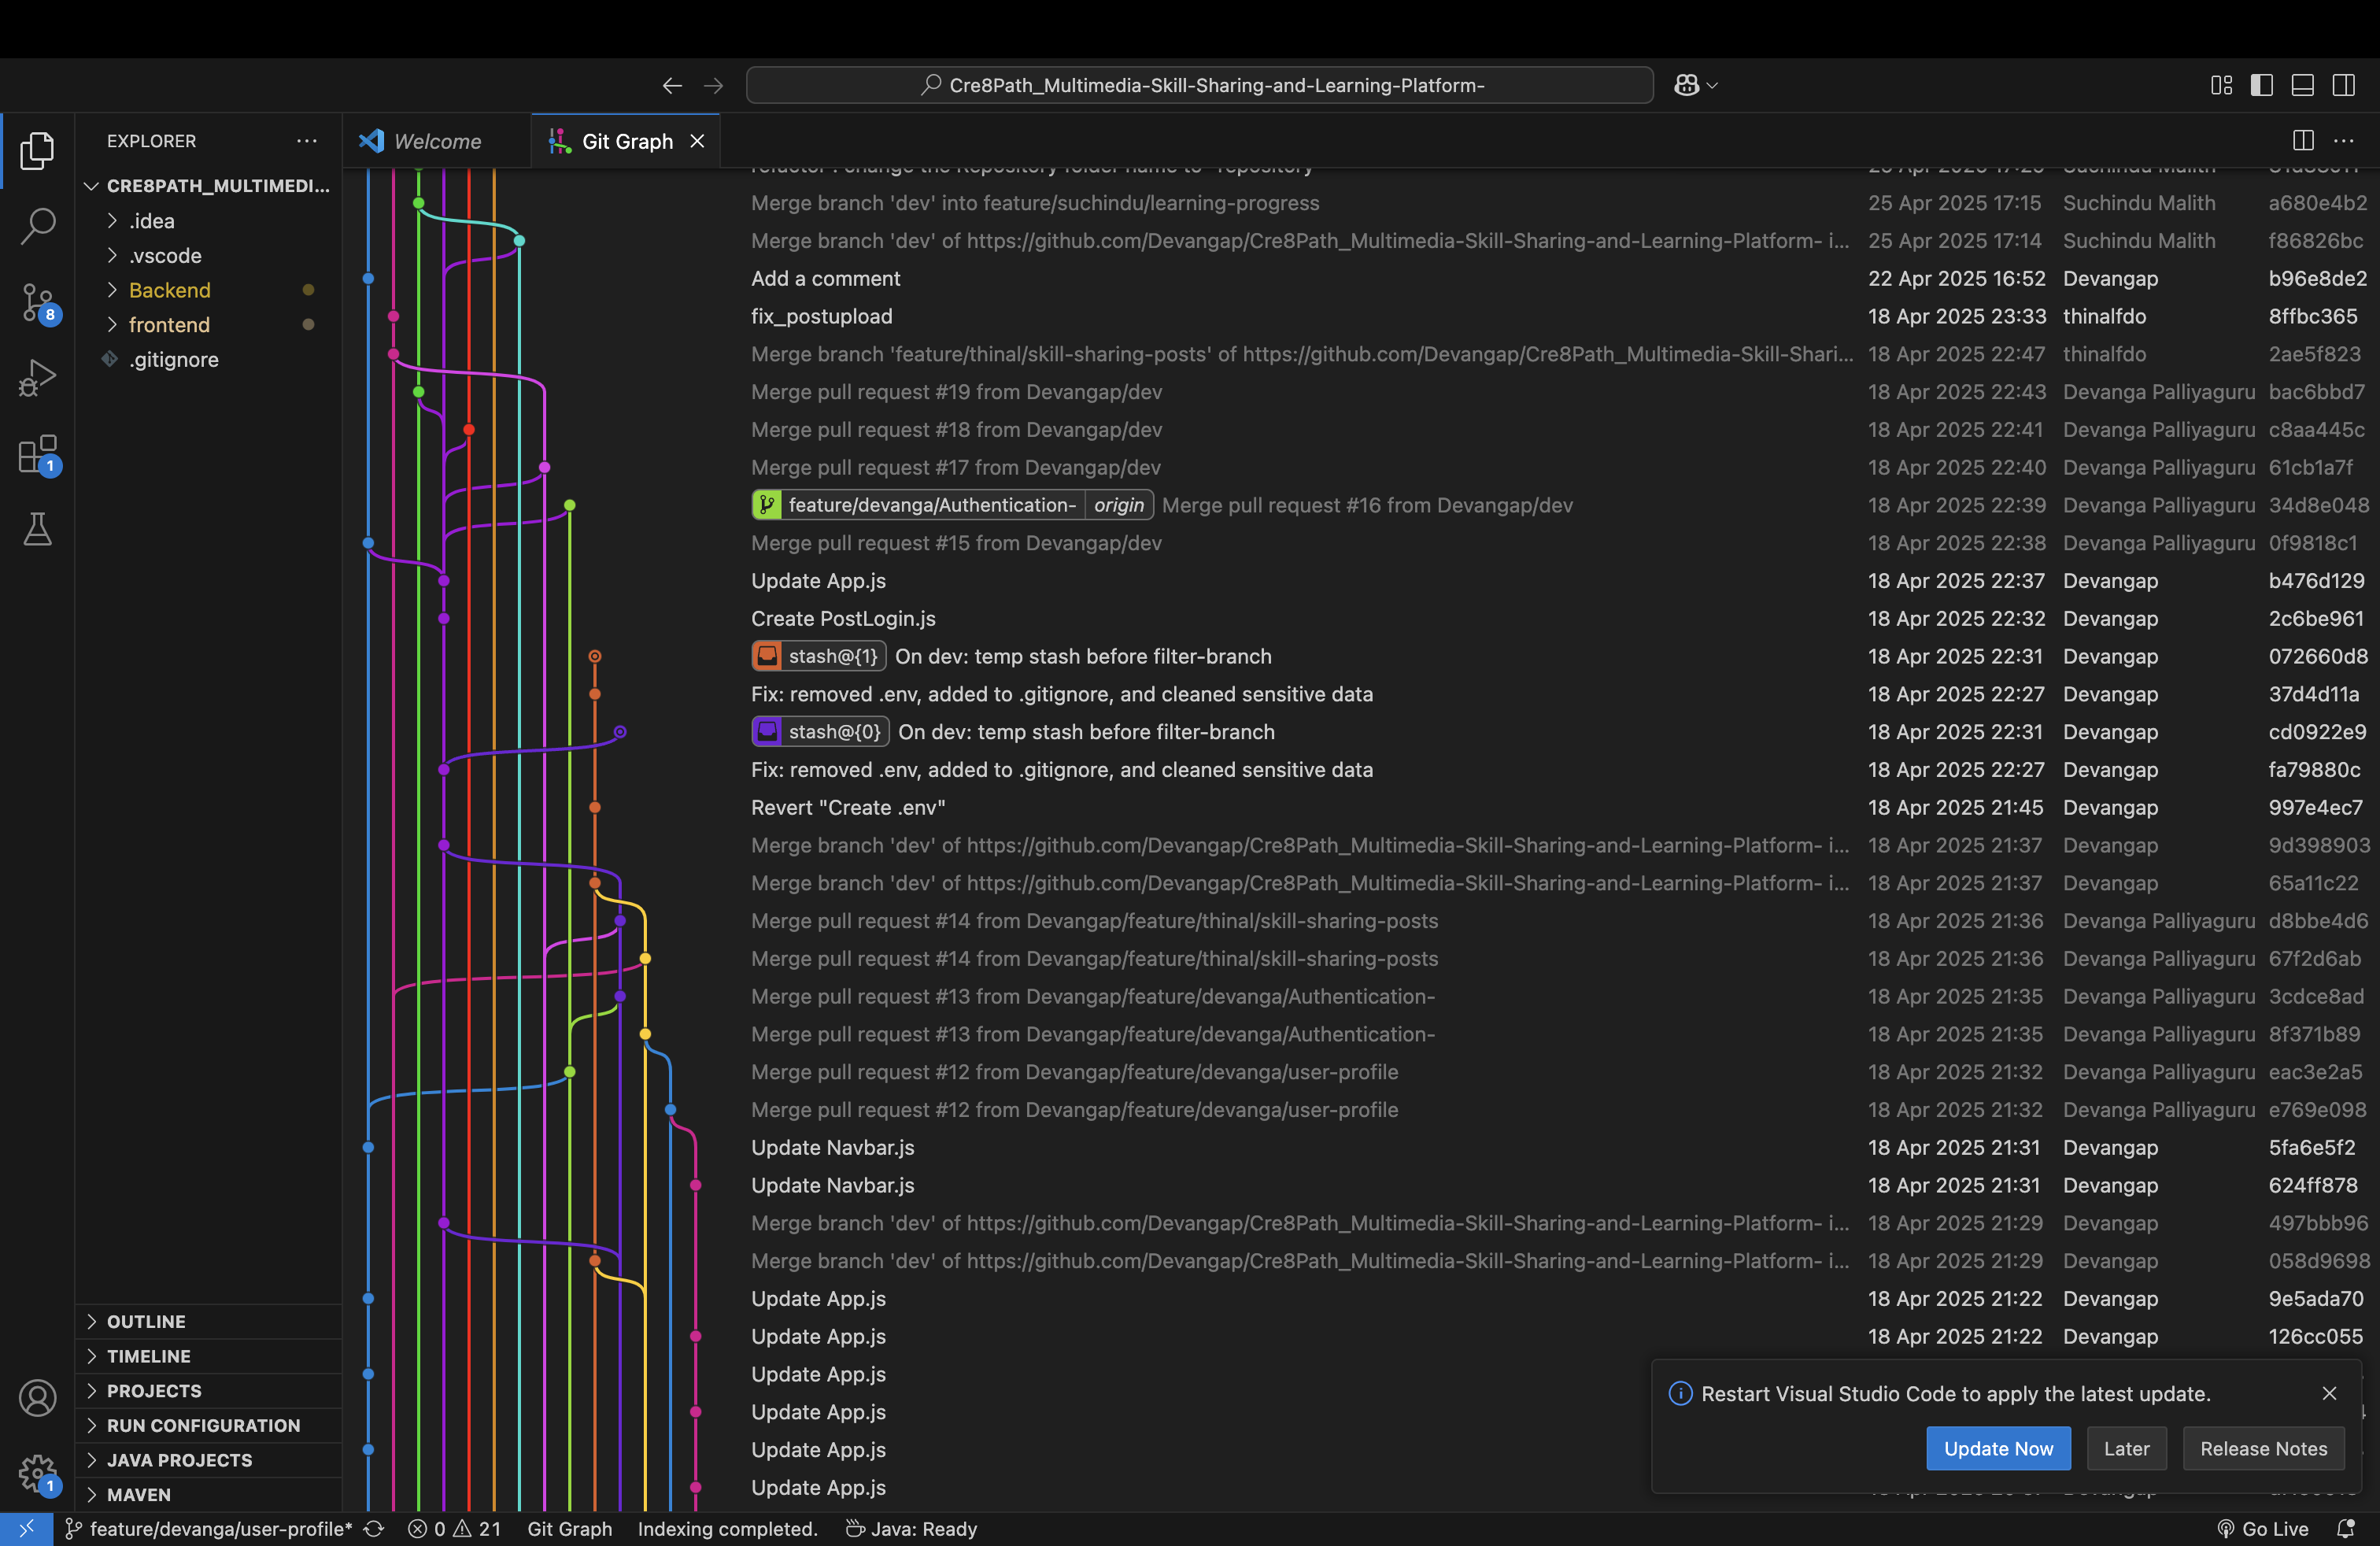 Cre8Path_Multimedia-Skill-Sharing-and-Learning-Platform-
EXPLORER
Welcome
Git Graph
CRE8PATH_MULTIMEDI...
.idea
.vscode
Backend
frontend
.gitignore
8
1
refactor : change the Repository folder name to "repository"
Merge branch 'dev' into feature/suchindu/learning-progress 25 Apr 2025 17:15 Suchindu Malith a680e4b2
Merge branch 'dev' of https://github.com/Devangap/Cre8Path_Multimedia-Skill-Sharing-and-Learning-Platform- i... 25 Apr 2025 17:14 Suchindu Malith f86826bc
Add a comment 22 Apr 2025 16:52 Devangap b96e8de2
fix_postupload 18 Apr 2025 23:33 thinalfdo 8ffbc365
Merge branch 'feature/thinal/skill-sharing-posts' of https://github.com/Devangap/Cre8Path_Multimedia-Skill-Shari... 18 Apr 2025 22:47 thinalfdo 2ae5f823
Merge pull request #19 from Devangap/dev 18 Apr 2025 22:43 Devanga Palliyaguru bac6bbd7
Merge pull request #18 from Devangap/dev 18 Apr 2025 22:41 Devanga Palliyaguru c8aa445c
Merge pull request #17 from Devangap/dev 18 Apr 2025 22:40 Devanga Palliyaguru 61cb1a7f
feature/devanga/Authentication- origin Merge pull request #16 from Devangap/dev 18 Apr 2025 22:39 Devanga Palliyaguru 34d8e048
Merge pull request #15 from Devangap/dev 18 Apr 2025 22:38 Devanga Palliyaguru 0f9818c1
Update App.js 18 Apr 2025 22:37 Devangap b476d129
Create PostLogin.js 18 Apr 2025 22:32 Devangap 2c6be961
stash@{1} On dev: temp stash before filter-branch 18 Apr 2025 22:31 Devangap 072660d8
Fix: removed .env, added to .gitignore, and cleaned sensitive data 18 Apr 2025 22:27 Devangap 37d4d11a
stash@{0} On dev: temp stash before filter-branch 18 Apr 2025 22:31 Devangap cd0922e9
Fix: removed .env, added to .gitignore, and cleaned sensitive data 18 Apr 2025 22:27 Devangap fa79880c
Revert "Create .env" 18 Apr 2025 21:45 Devangap 997e4ec7
Merge branch 'dev' of https://github.com/Devangap/Cre8Path_Multimedia-Skill-Sharing-and-Learning-Platform- i... 18 Apr 2025 21:37 Devangap 9d398903
Merge branch 'dev' of https://github.com/Devangap/Cre8Path_Multimedia-Skill-Sharing-and-Learning-Platform- i... 18 Apr 2025 21:37 Devangap 65a11c22
Merge pull request #14 from Devangap/feature/thinal/skill-sharing-posts 18 Apr 2025 21:36 Devanga Palliyaguru d8bbe4d6
Merge pull request #14 from Devangap/feature/thinal/skill-sharing-posts 18 Apr 2025 21:36 Devanga Palliyaguru 67f2d6ab
Merge pull request #13 from Devangap/feature/devanga/Authentication- 18 Apr 2025 21:35 Devanga Palliyaguru 3cdce8ad
Merge pull request #13 from Devangap/feature/devanga/Authentication- 18 Apr 2025 21:35 Devanga Palliyaguru 8f371b89
Merge pull request #12 from Devangap/feature/devanga/user-profile 18 Apr 2025 21:32 Devanga Palliyaguru eac3e2a5
Merge pull request #12 from Devangap/feature/devanga/user-profile 18 Apr 2025 21:32 Devanga Palliyaguru e769e098
Update Navbar.js 18 Apr 2025 21:31 Devangap 5fa6e5f2
Update Navbar.js 18 Apr 2025 21:31 Devangap 624ff878
Merge branch 'dev' of https://github.com/Devangap/Cre8Path_Multimedia-Skill-Sharing-and-Learning-Platform- i... 18 Apr 2025 21:29 Devangap 497bbb96
Merge branch 'dev' of https://github.com/Devangap/Cre8Path_Multimedia-Skill-Sharing-and-Learning-Platform- i... 18 Apr 2025 21:29 Devangap 058d9698
Update App.js 18 Apr 2025 21:22 Devangap 9e5ada70
Update App.js 18 Apr 2025 21:22 Devangap 126cc055
Update App.js
Update App.js
Update App.js
Update App.js
OUTLINE
TIMELINE
PROJECTS
RUN CONFIGURATION
JAVA PROJECTS
MAVEN
1
Restart Visual Studio Code to apply the latest update.
Update Now
Later
Release Notes
feature/devanga/user-profile* 0 21 Git Graph Indexing completed. Java: Ready Go Live